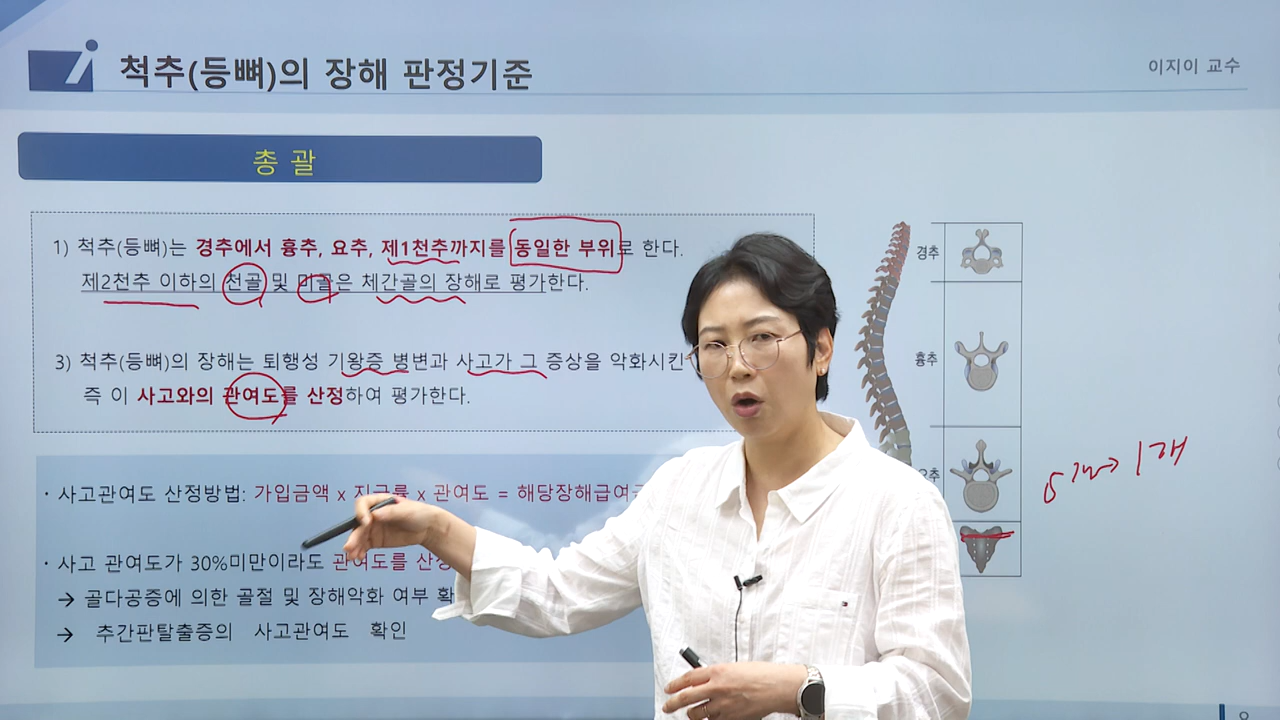 척추(등뼈)의 장해 판정기준
이지이 교수
총 괄
1) 척추(등뼈)는 경추에서 흉추, 요추, 제1천추까지를 동일한 부위로 한다.
제2천추 이하의 천골 및 미골은 체간골의 장해로 평가한다.
3) 척추(등뼈)의 장해는 퇴행성 기왕증 병변과 사고가 그 증상을 악화시킨
즉 이 사고와의 관여도를 산정하여 평가한다.
· 사고관여도 산정방법: 가입금액 x 지급률 x 관여도 = 해당장해급여
· 사고 관여도가 30%미만이라도 관여도를 산정
→ 골다공증에 의한 골절 및 장해악화 여부 확
→ 추간판탈출증의 사고관여도 확인
경추
흉추
요추
5개→ 1개